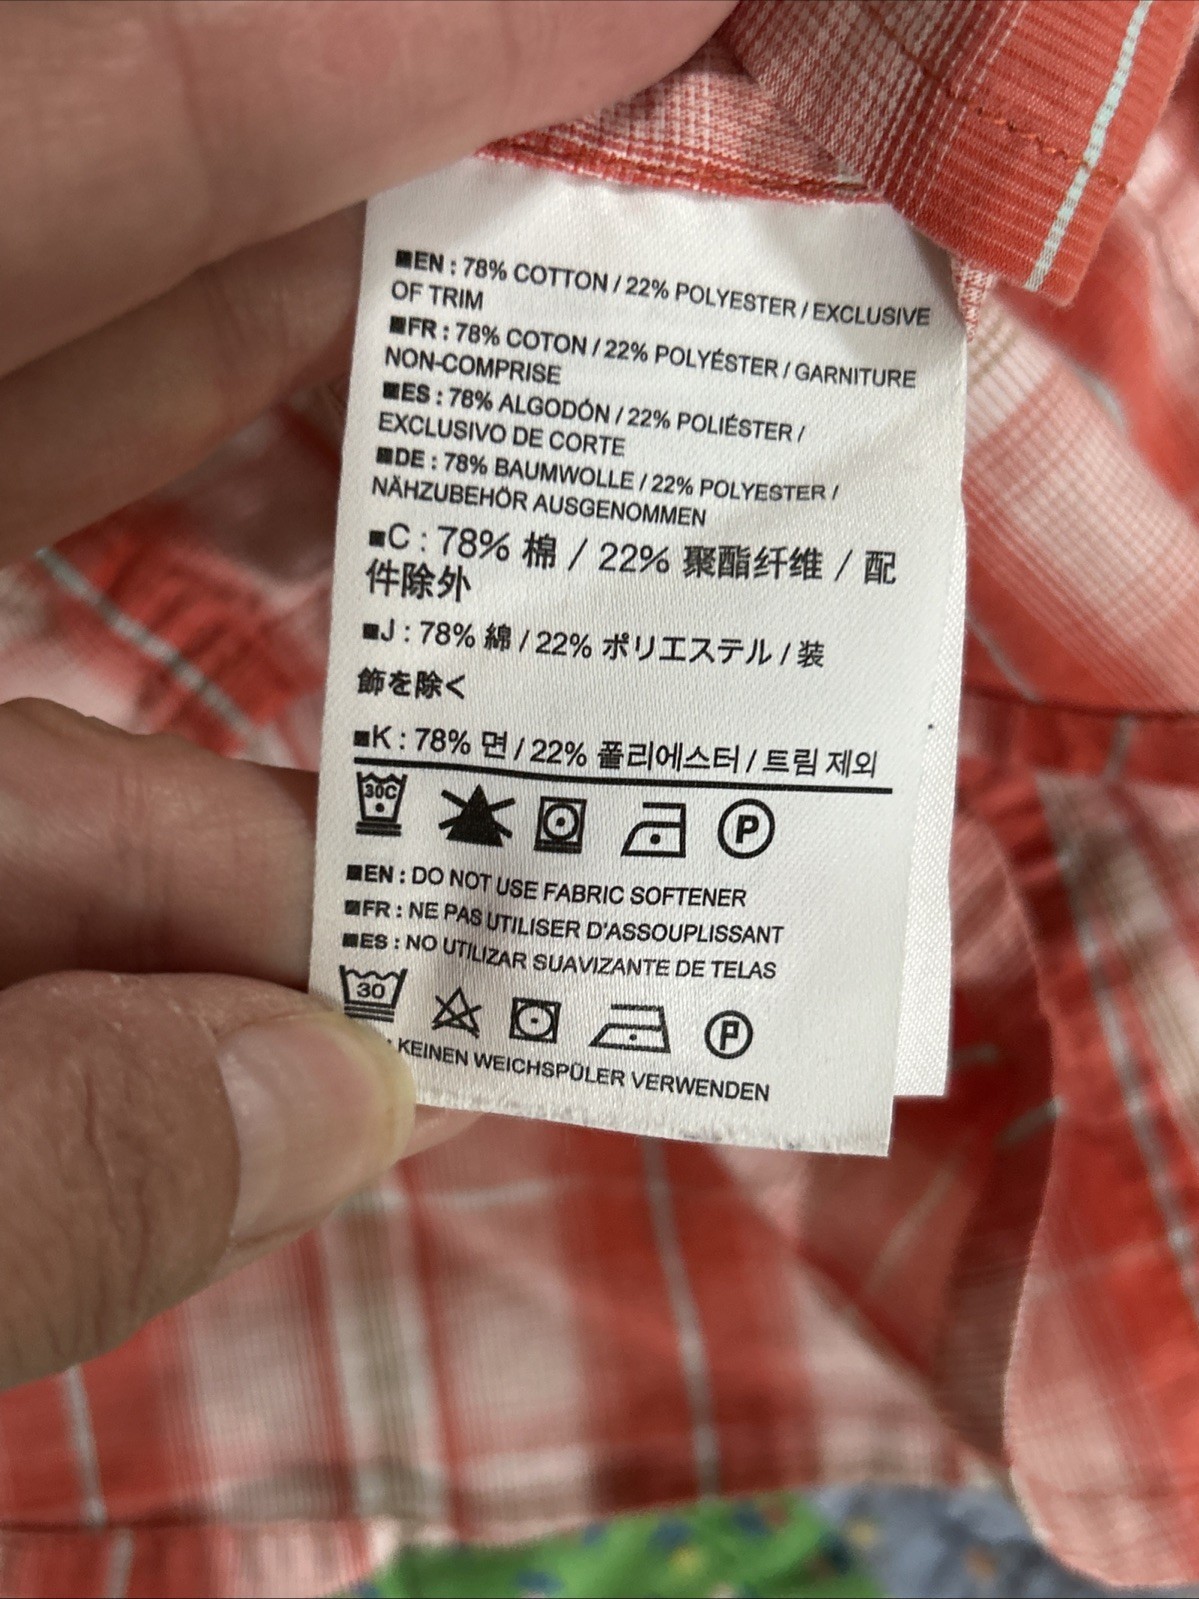 ■EN : 78% COTTON / 22% POLYESTER / EXCLUSIVE
OF TRIM
■FR : 78% COTON / 22% POLYÉSTER / GARNITURE
NON-COMPRISE
■ES : 78% ALGODÓN / 22% POLIÉSTER /
EXCLUSIVO DE CORTE
■DE : 78% BAUMWOLLE / 22% POLYESTER /
NÄHZUBEHÖR AUSGENOMMEN
■C : 78% 棉 / 22% 聚酯纤维 / 配
件除外
■J : 78% 綿 / 22% ポリエステル / 装
飾を除く
■K : 78% 면 / 22% 폴리에스터 / 트림 제외
30C P
■EN : DO NOT USE FABRIC SOFTENER
■FR : NE PAS UTILISER D'ASSOUPLISSANT
■ES : NO UTILIZAR SUAVIZANTE DE TELAS
30 P
: KEINEN WEICHSPÜLER VERWENDEN